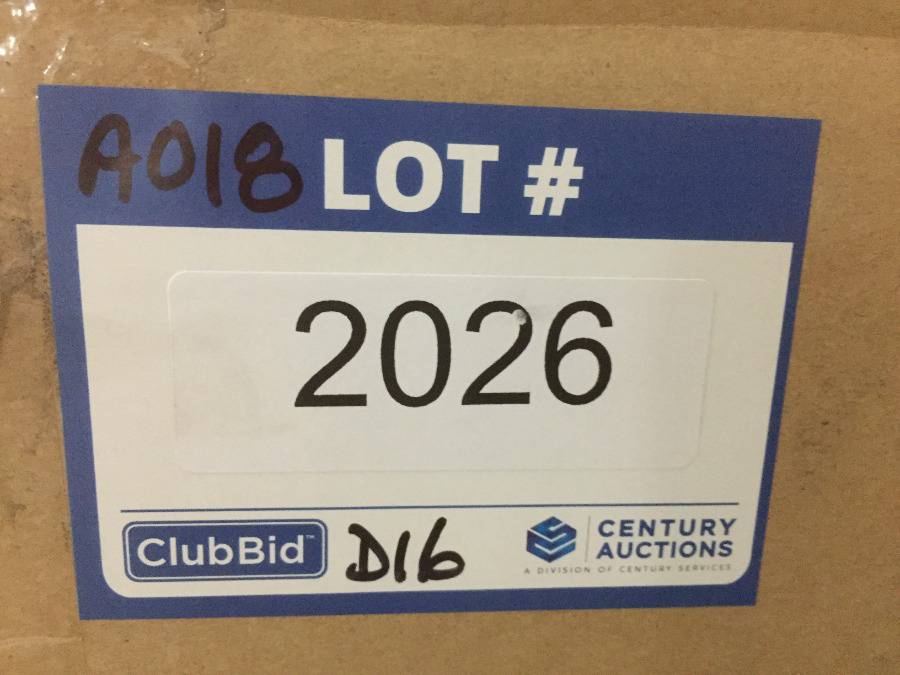 A018 LOT #
2026
ClubBid™ D16 CENTURY
AUCTIONS
A DIVISION OF CENTURY SERVICES